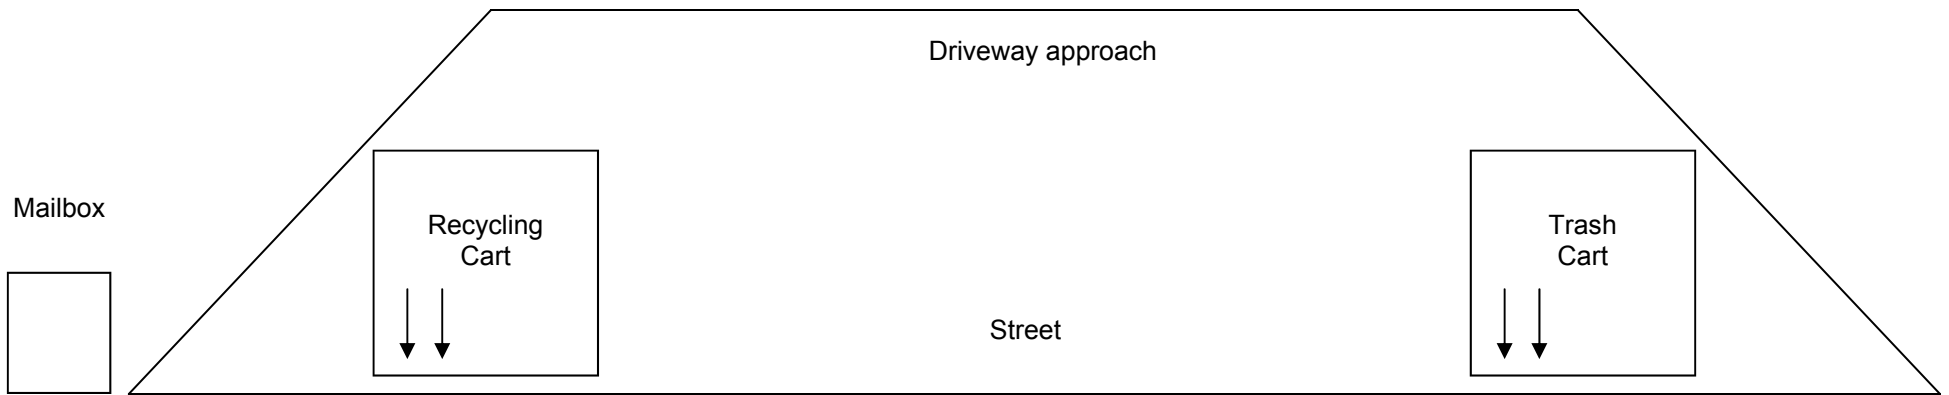 Driveway approach
Mailbox
Recycling
Cart
Trash
Cart
Street